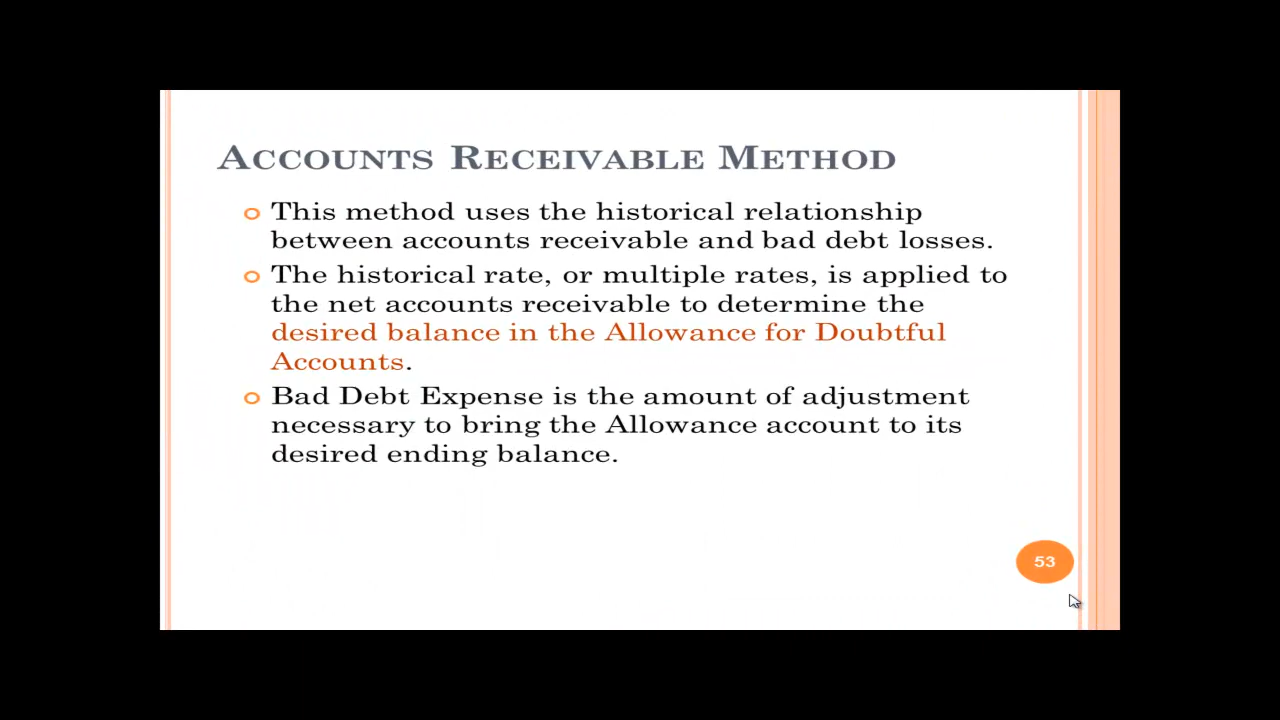 Accounts Receivable Method
This method uses the historical relationship
between accounts receivable and bad debt losses.
The historical rate, or multiple rates, is applied to
the net accounts receivable to determine the
desired balance in the Allowance for Doubtful
Accounts.
Bad Debt Expense is the amount of adjustment
necessary to bring the Allowance account to its
desired ending balance.
53